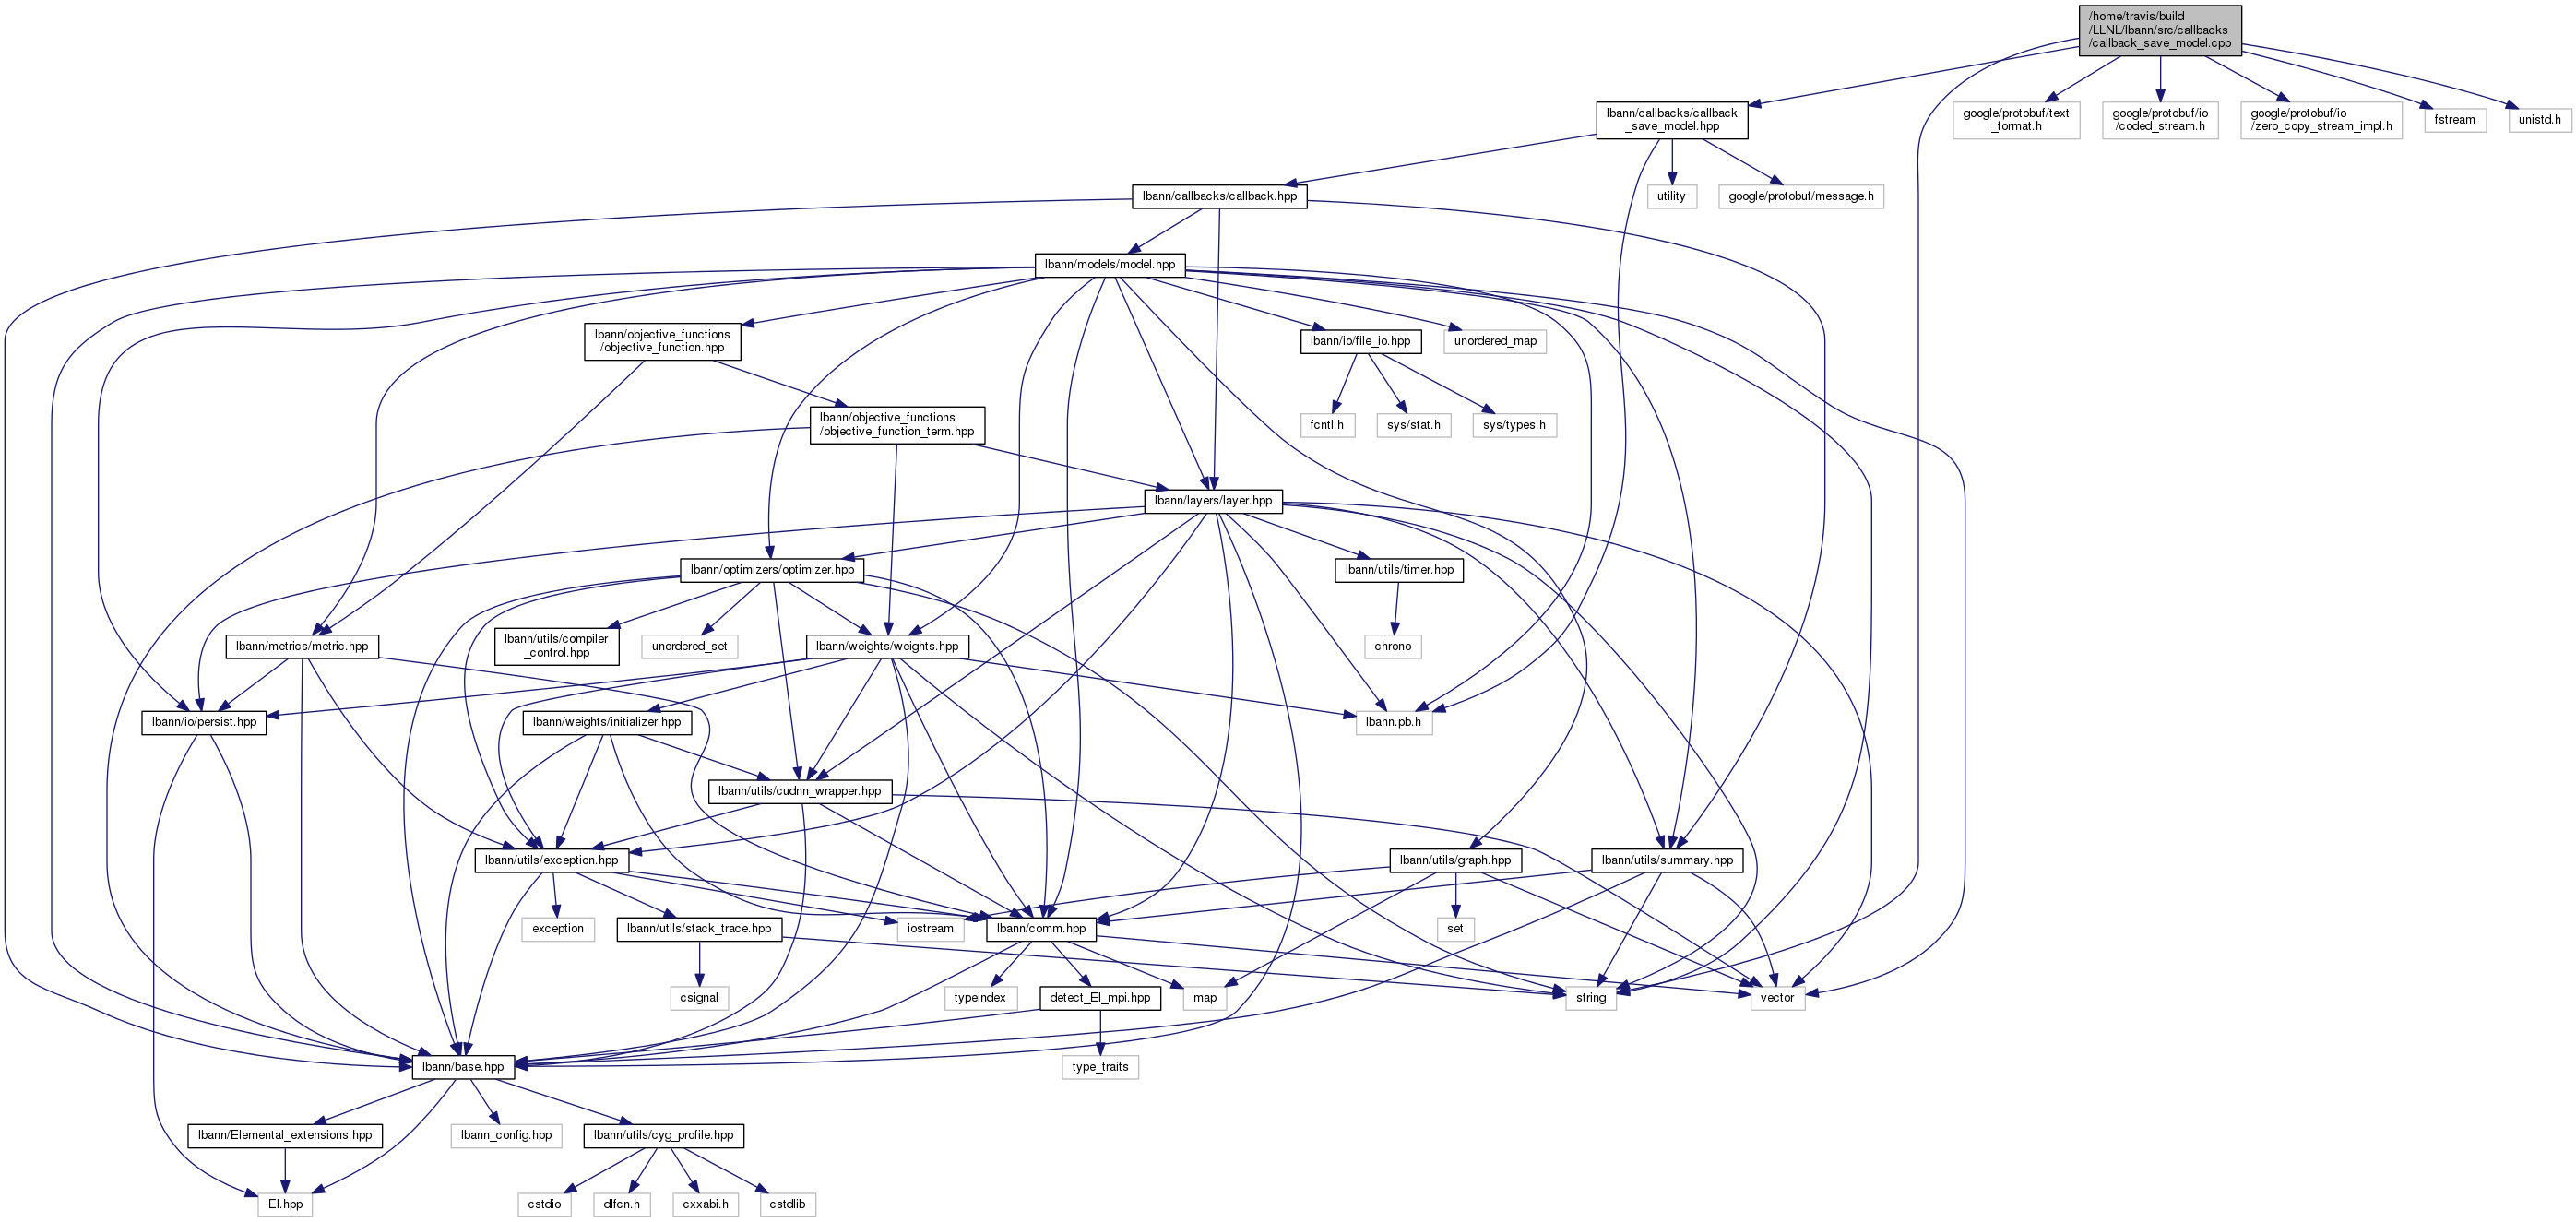 /home/travis/build
/LLNL/lbann/src/callbacks
/callback_save_model.cpp
lbann/callbacks/callback
_save_model.hpp
google/protobuf/text
_format.h
google/protobuf/io
/coded_stream.h
google/protobuf/io
/zero_copy_stream_impl.h
fstream
unistd.h
lbann/callbacks/callback.hpp
utility
google/protobuf/message.h
lbann/models/model.hpp
lbann/objective_functions
/objective_function.hpp
lbann/io/file_io.hpp
unordered_map
lbann/objective_functions
/objective_function_term.hpp
fcntl.h
sys/stat.h
sys/types.h
lbann/layers/layer.hpp
lbann/optimizers/optimizer.hpp
lbann/utils/timer.hpp
lbann/metrics/metric.hpp
lbann/utils/compiler
_control.hpp
unordered_set
lbann/weights/weights.hpp
chrono
lbann/io/persist.hpp
lbann/weights/initializer.hpp
lbann.pb.h
lbann/utils/cudnn_wrapper.hpp
lbann/utils/exception.hpp
lbann/utils/graph.hpp
lbann/utils/summary.hpp
exception
lbann/utils/stack_trace.hpp
iostream
lbann/comm.hpp
set
csignal
typeindex
detect_El_mpi.hpp
map
string
vector
lbann/base.hpp
type_traits
lbann/Elemental_extensions.hpp
lbann_config.hpp
lbann/utils/cyg_profile.hpp
El.hpp
cstdio
dlfcn.h
cxxabi.h
cstdlib